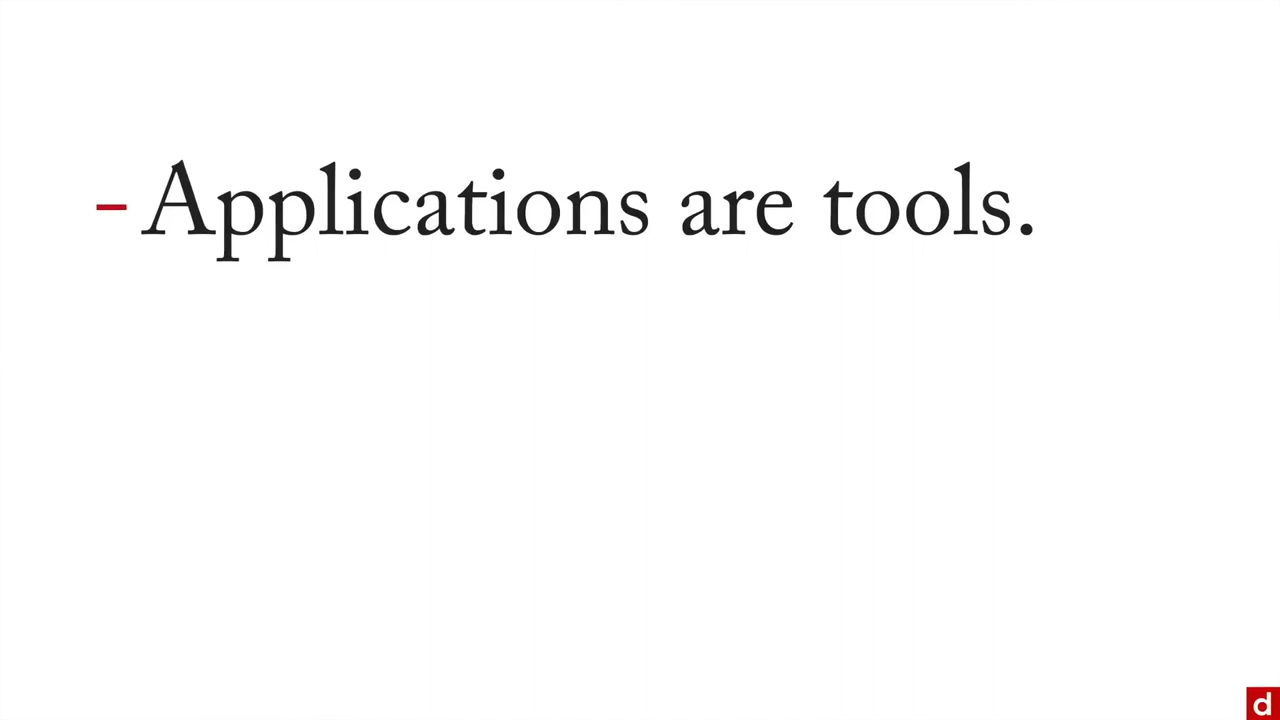 – Applications are tools.
d